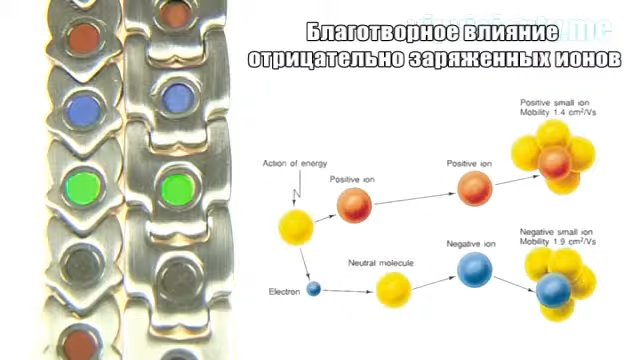 Благотворное влияние
отрицательно заряженных ионов
Positive small ion
Mobility 1.4 cm²/Vs
Action of energy
Positive ion
Positive ion
Negative small ion
Mobility 1.9 cm²/Vs
Negative ion
Neutral molecule
Electron